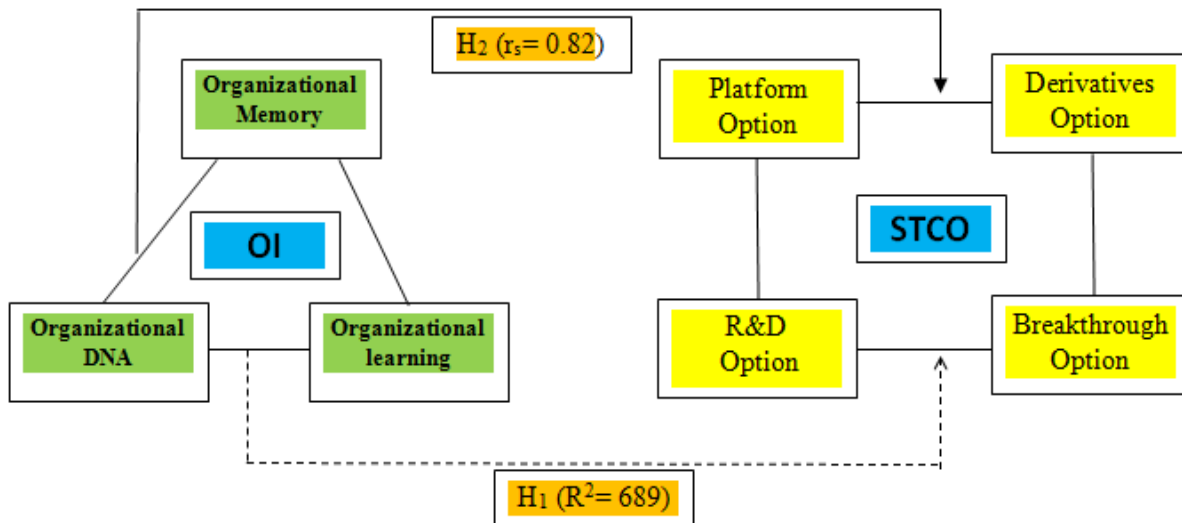 H₂ (rₛ= 0.82)
Organizational
Memory
Platform
Option
Derivatives
Option
OI
STCO
Organizational
DNA
Organizational
learning
R&D
Option
Breakthrough
Option
H₁ (R²= 689)